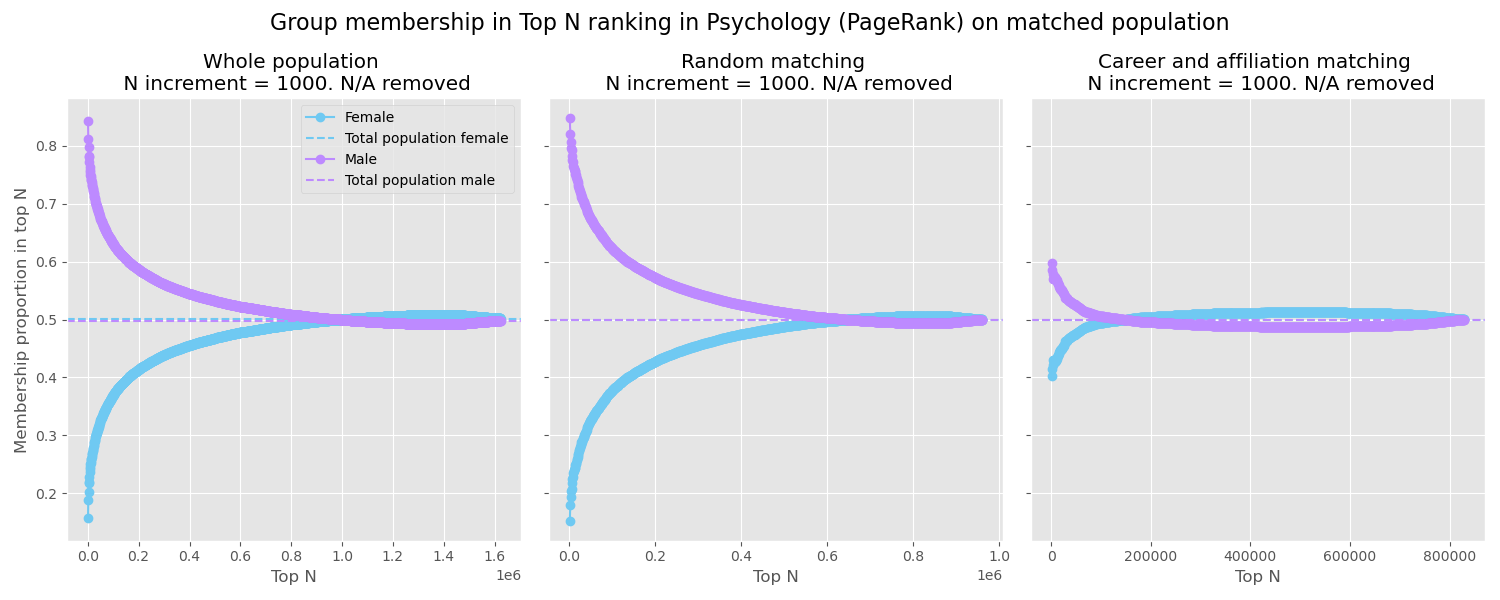 Group membership in Top N ranking in Psychology (PageRank) on matched population
Whole population
N increment = 1000. N/A removed
Random matching
N increment = 1000. N/A removed
Career and affiliation matching
N increment = 1000. N/A removed
Female
Total population female
Male
Total population male
Membership proportion in top N
0.8
0.7
0.6
0.5
0.4
0.3
0.2
0.0 0.2 0.4 0.6 0.8 1.0 1.2 1.4 1.6
1e6
Top N
0.0 0.2 0.4 0.6 0.8 1.0
1e6
Top N
0 200000 400000 600000 800000
Top N